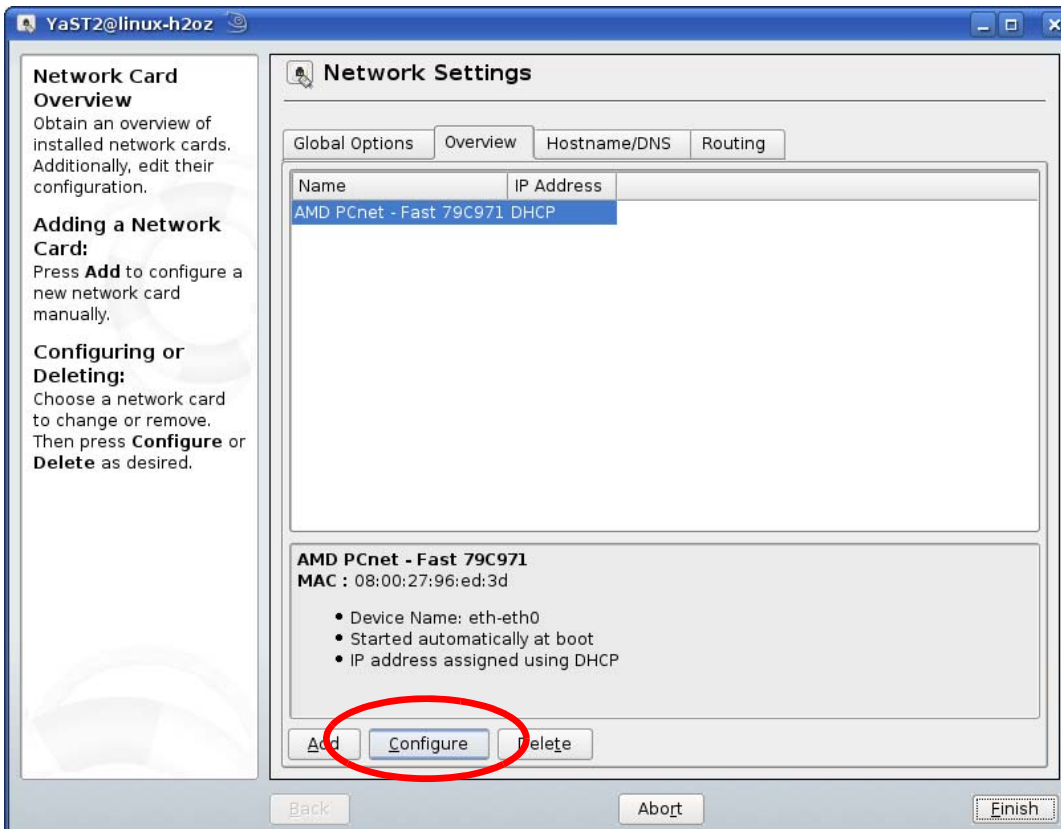 YaST2@linux-h2oz
Network Card
Overview
Obtain an overview of
installed network cards.
Additionally, edit their
configuration.
Adding a Network
Card:
Press Add to configure a
new network card
manually.
Configuring or
Deleting:
Choose a network card
to change or remove.
Then press Configure or
Delete as desired.
Network Settings
Global Options Overview Hostname/DNS Routing
Name IP Address
AMD PCnet - Fast 79C971 DHCP
AMD PCnet - Fast 79C971
MAC : 08:00:27:96:ed:3d
• Device Name: eth-eth0
• Started automatically at boot
• IP address assigned using DHCP
Add Configure Delete
Back Abort Finish